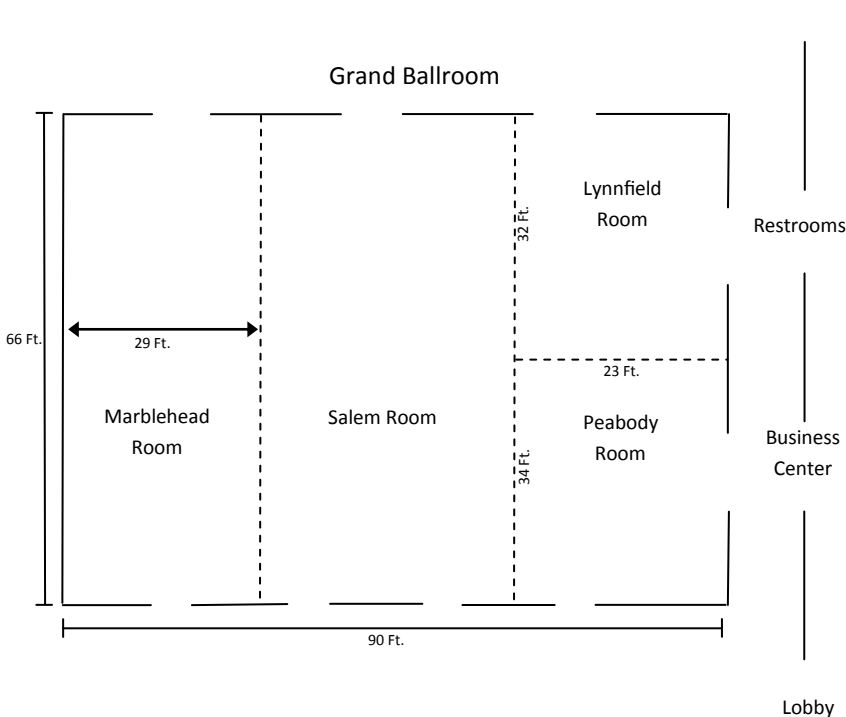 Grand Ballroom
Lynnfield
Room
32 Ft.
Restrooms
66 Ft.
29 Ft.
23 Ft.
Marblehead
Room
Salem Room
Peabody
Room
34 Ft.
Business
Center
90 Ft.
Lobby